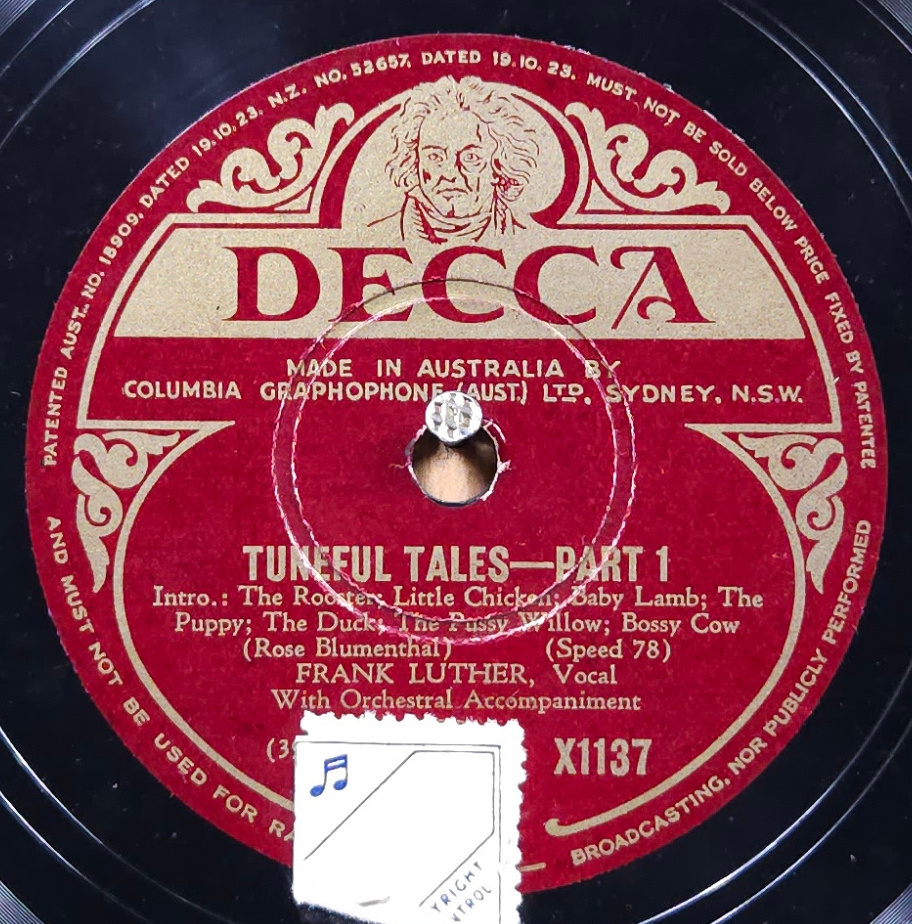 PATENTED AUST. NO. 18909, DATED 19.10.23. N.Z. NO. 52657, DATED 19.10.23. MUST NOT BE SOLD BELOW PRICE FIXED BY PATENTEE
DECCA
MADE IN AUSTRALIA BY
COLUMBIA GRAPHOPHONE (AUST.) LTD., SYDNEY, N.S.W.
TUNEFUL TALES—PART 1
Intro.: The Rooster; Little Chicken; Baby Lamb; The
Puppy; The Duck; The Pussy Willow; Bossy Cow
(Rose Blumenthal) (Speed 78)
FRANK LUTHER, Vocal
With Orchestral Accompaniment
X1137
AND MUST NOT BE USED FOR
BROADCASTING, NOR PUBLICLY PERFORMED